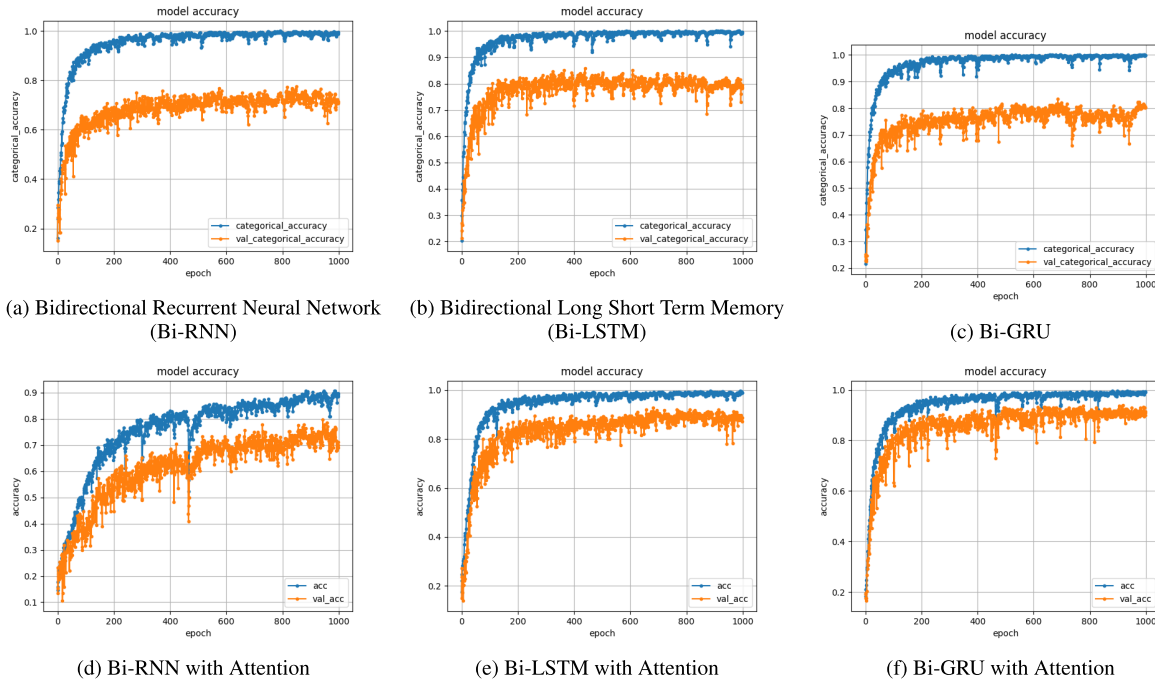 model accuracy
1.0
0.8
0.6
0.4
0.2
categorical_accuracy
categorical_accuracy
val_categorical_accuracy
0 200 400 600 800 1000
epoch
(a) Bidirectional Recurrent Neural Network
(Bi-RNN)
model accuracy
1.0
0.9
0.8
0.7
0.6
0.5
0.4
0.3
0.2
categorical_accuracy
categorical_accuracy
val_categorical_accuracy
0 200 400 600 800 1000
epoch
(b) Bidirectional Long Short Term Memory
(Bi-LSTM)
model accuracy
1.0
0.9
0.8
0.7
0.6
0.5
0.4
0.3
0.2
categorical_accuracy
categorical_accuracy
val_categorical_accuracy
0 200 400 600 800 1000
epoch
(c) Bi-GRU
model accuracy
0.9
0.8
0.7
0.6
0.5
0.4
0.3
0.2
0.1
accuracy
acc
val_acc
0 200 400 600 800 1000
epoch
(d) Bi-RNN with Attention
model accuracy
1.0
0.8
0.6
0.4
0.2
accuracy
acc
val_acc
0 200 400 600 800 1000
epoch
(e) Bi-LSTM with Attention
model accuracy
1.0
0.8
0.6
0.4
0.2
accuracy
acc
val_acc
0 200 400 600 800 1000
epoch
(f) Bi-GRU with Attention